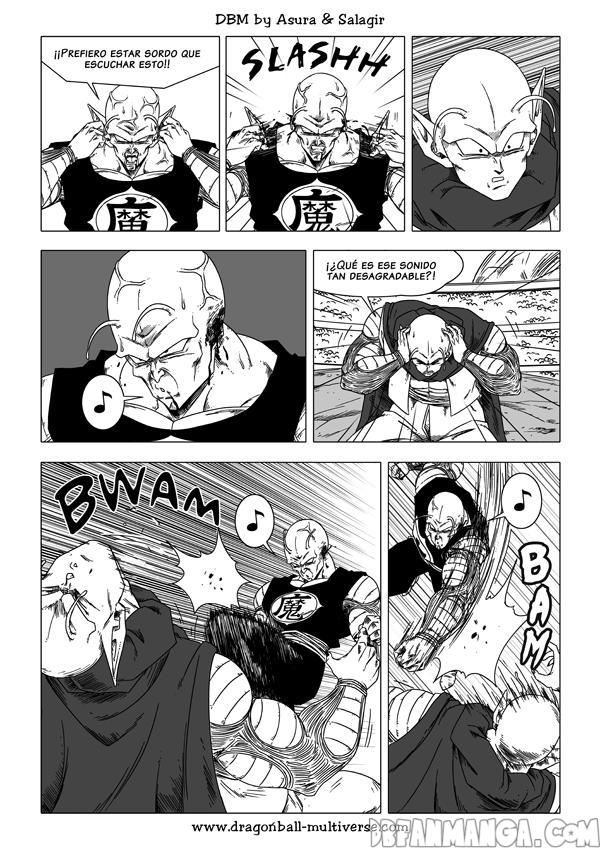 DBM by Asura & Salagir
¡¡PREFIERO ESTAR SORDO QUE
ESCUCHAR ESTO!!
SLASHH
魔
魔
¡¿QUÉ ES ESE SONIDO
TAN DESAGRADABLE?!
BWAM
魔
BAM
www.dragonball-multiverse.com
DBFANMANGA.COM